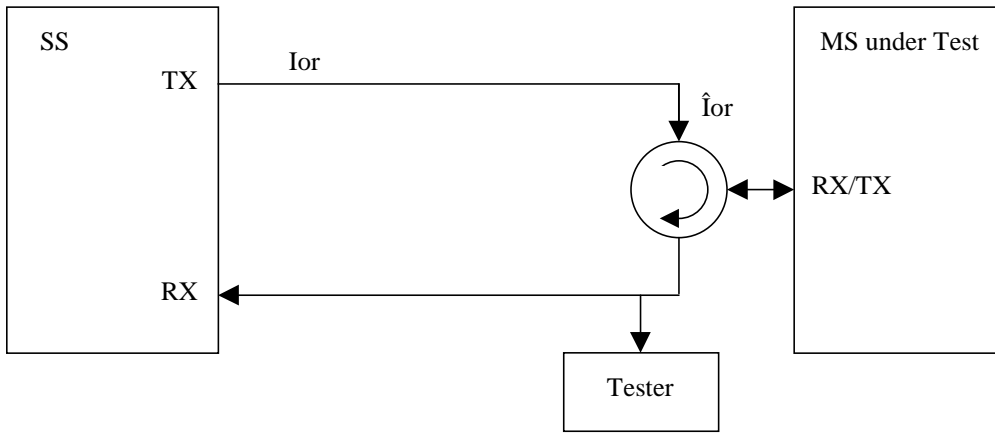 SS
MS under Test
TX
Ior
Îor
RX/TX
RX
Tester